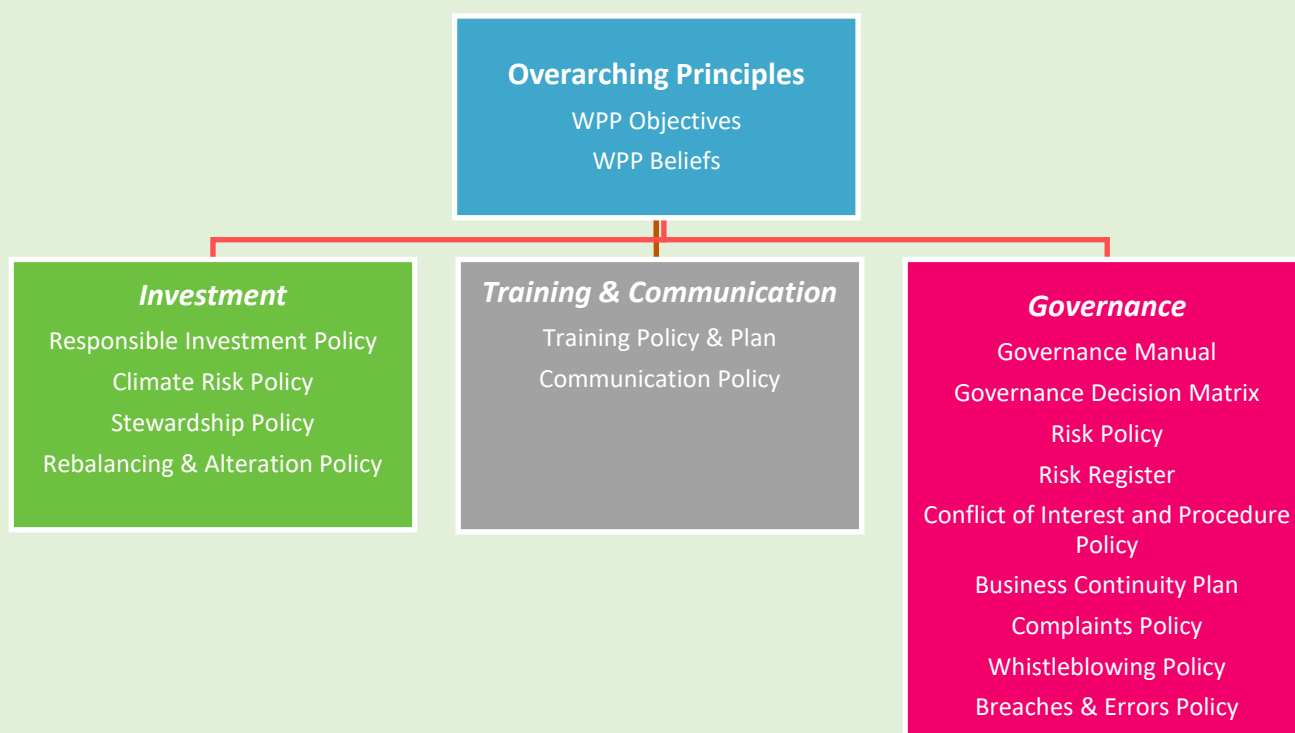 Overarching Principles
WPP Objectives
WPP Beliefs
Investment
Responsible Investment Policy
Climate Risk Policy
Stewardship Policy
Rebalancing & Alteration Policy
Training & Communication
Training Policy & Plan
Communication Policy
Governance
Governance Manual
Governance Decision Matrix
Risk Policy
Risk Register
Conflict of Interest and Procedure
Policy
Business Continuity Plan
Complaints Policy
Whistleblowing Policy
Breaches & Errors Policy